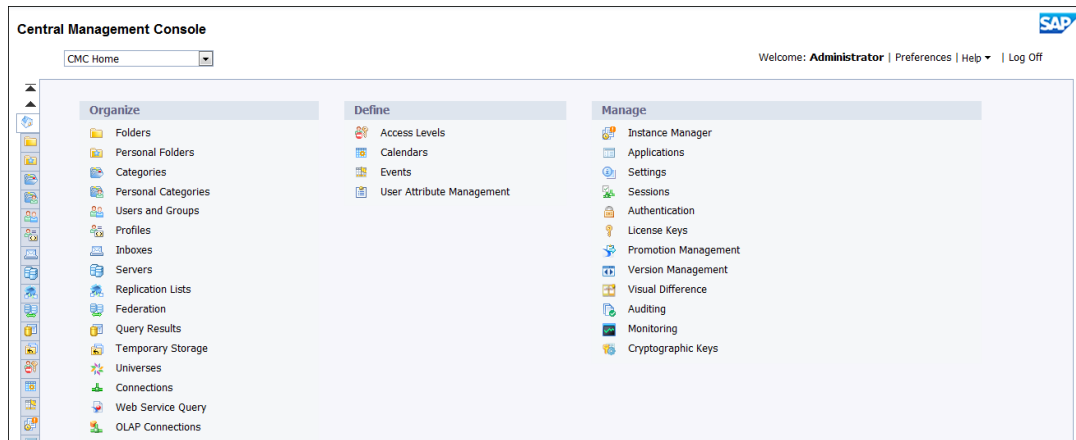 SAP
Central Management Console
CMC Home
Welcome: Administrator | Preferences | Help | Log Off
Organize
Folders
Personal Folders
Categories
Personal Categories
Users and Groups
Profiles
Inboxes
Servers
Replication Lists
Federation
Query Results
Temporary Storage
Universes
Connections
Web Service Query
OLAP Connections
Define
Access Levels
Calendars
Events
User Attribute Management
Manage
Instance Manager
Applications
Settings
Sessions
Authentication
License Keys
Promotion Management
Version Management
Visual Difference
Auditing
Monitoring
Cryptographic Keys